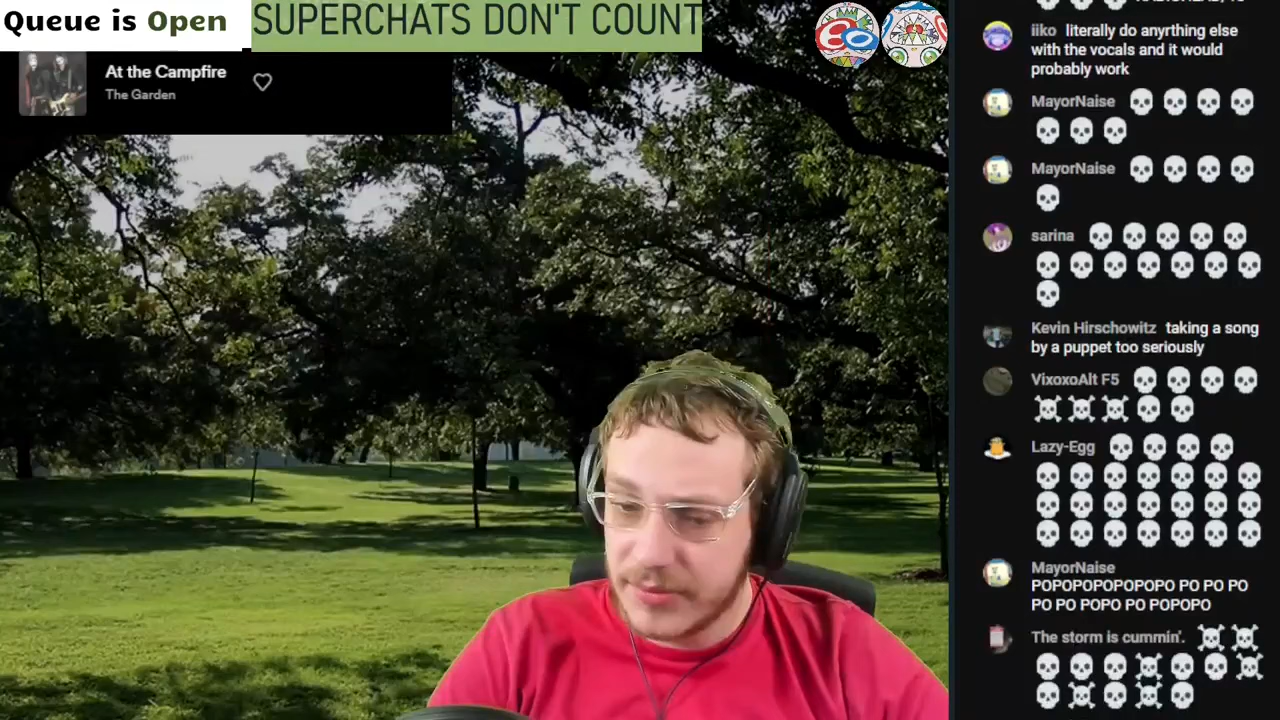 Queue is Open
SUPERCHATS DON'T COUNT
At the Campfire
The Garden
iiko literally do anyrthing else
with the vocals and it would
probably work
MayorNaise 💀💀💀💀
💀💀💀
MayorNaise 💀💀💀💀
💀
sarina 💀💀💀💀💀
💀💀💀💀💀💀💀
💀
Kevin Hirschowitz taking a song
by a puppet too seriously
VixoxoAlt F5 💀💀💀💀
☠☠☠💀💀
Lazy-Egg 💀💀💀💀
💀💀💀💀💀💀💀
💀💀💀💀💀💀💀
💀💀💀💀💀💀💀
MayorNaise
POPOPOPOPOPOPO PO PO PO
PO PO POPO PO POPOPO
The storm is cummin'. ☠☠
💀💀💀☠💀💀☠
💀☠💀☠💀